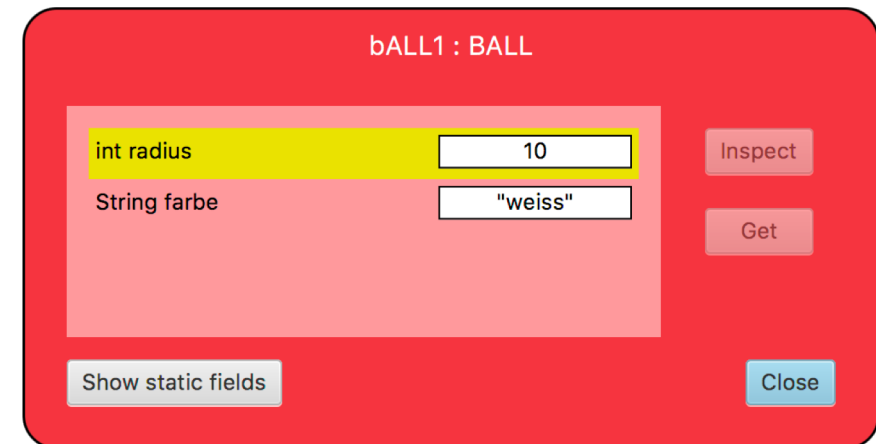 bALL1 : BALL
int radius 10 Inspect
String farbe "weiss"
Get
Show static fields Close